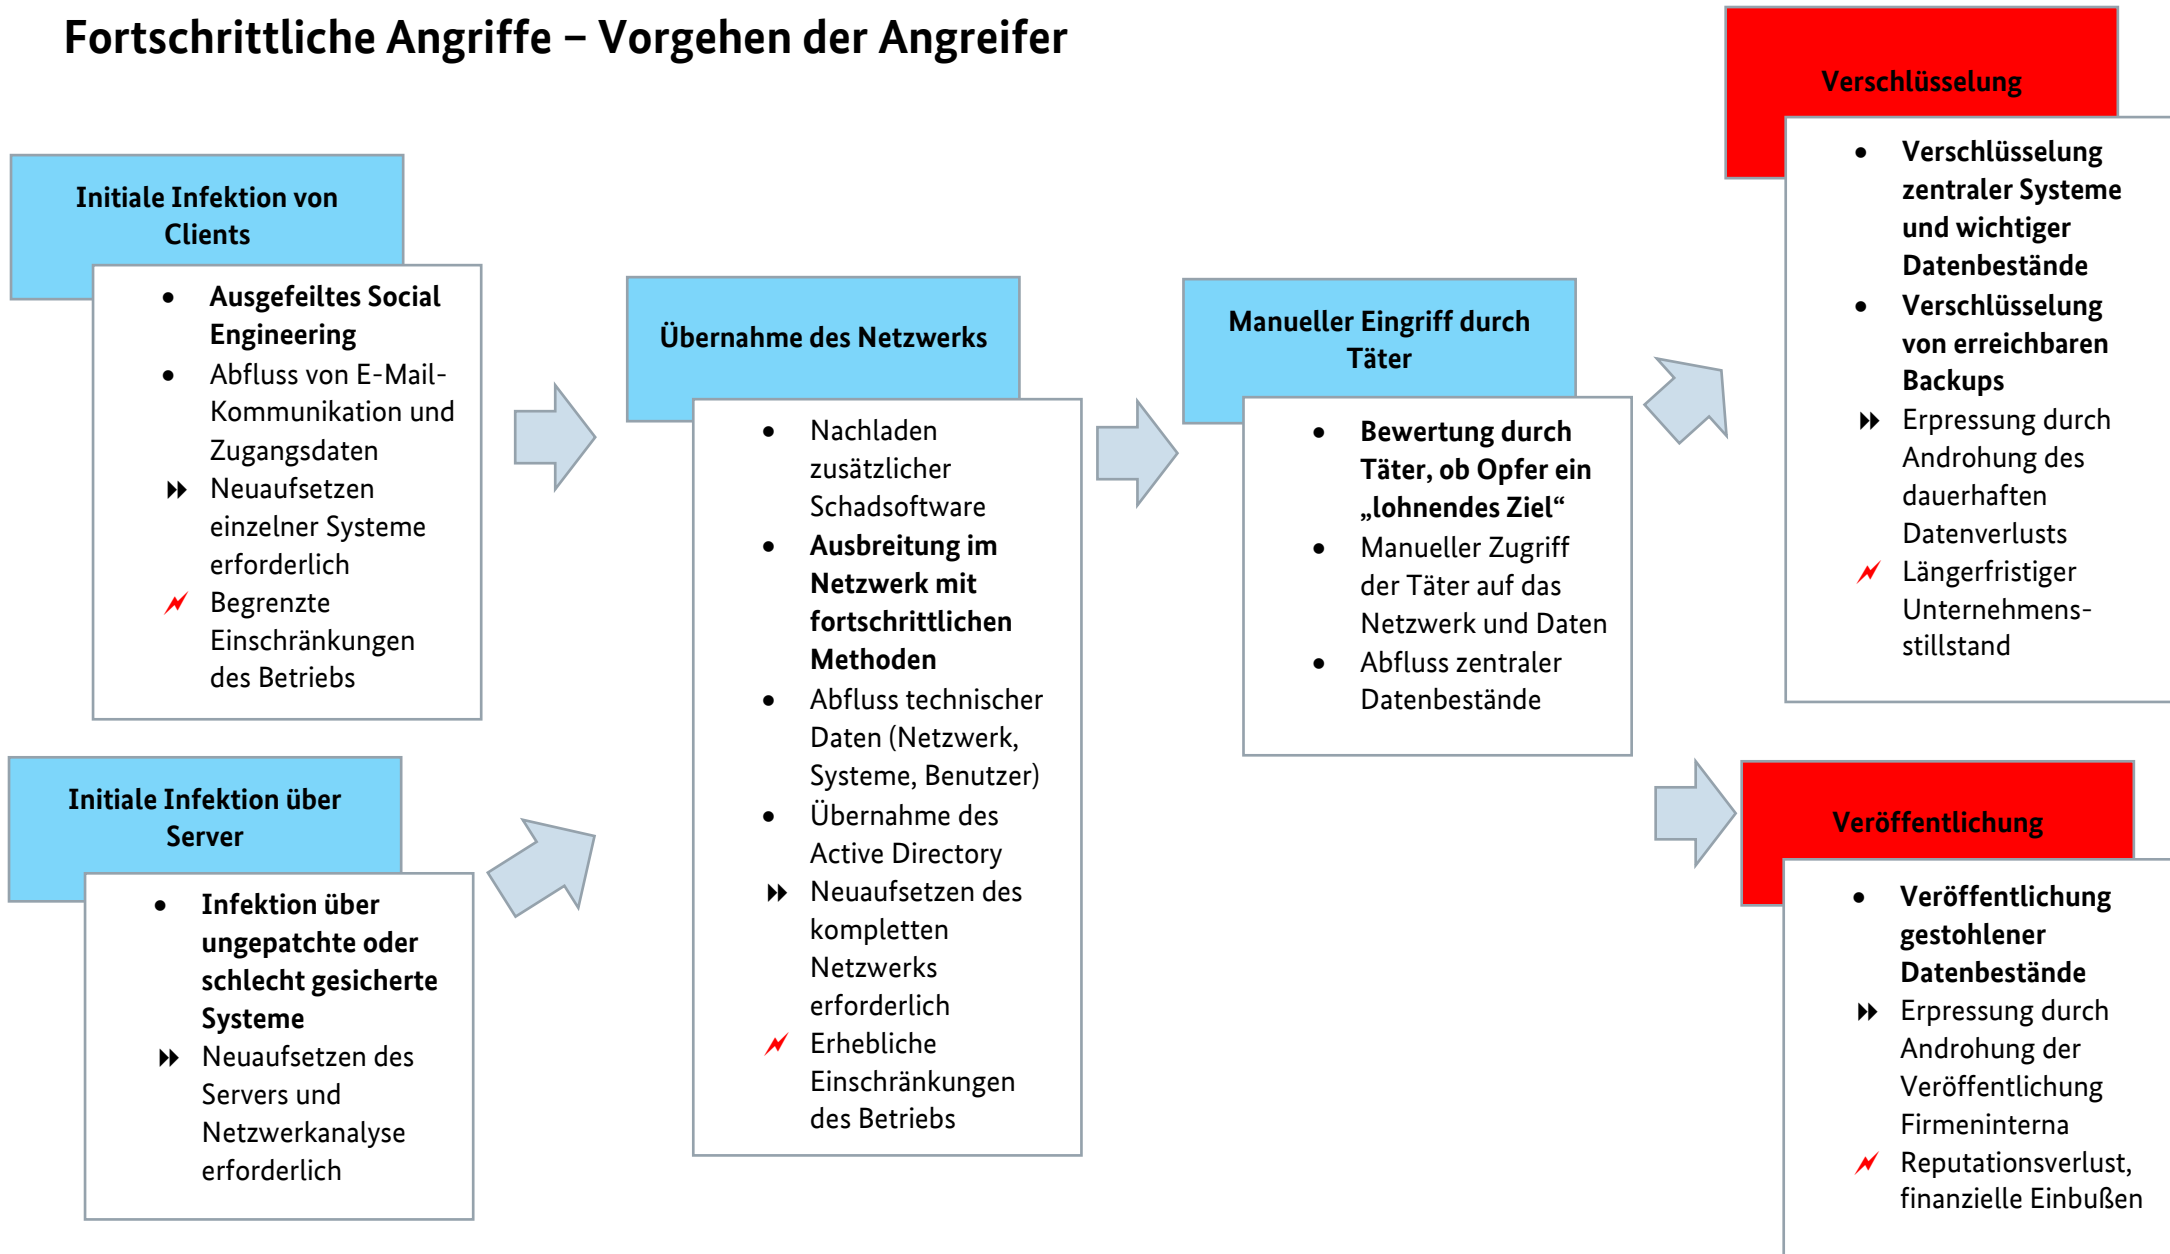 Fortschrittliche Angriffe – Vorgehen der Angreifer
Initiale Infektion von
Clients
• Ausgefeiltes Social
Engineering
• Abfluss von E-Mail-
Kommunikation und
Zugangsdaten
Neuaufsetzen
einzelner Systeme
erforderlich
Begrenzte
Einschränkungen
des Betriebs
Initiale Infektion über
Server
• Infektion über
ungepatchte oder
schlecht gesicherte
Systeme
Neuaufsetzen des
Servers und
Netzwerkanalyse
erforderlich
Übernahme des Netzwerks
• Nachladen
zusätzlicher
Schadsoftware
• Ausbreitung im
Netzwerk mit
fortschrittlichen
Methoden
• Abfluss technischer
Daten (Netzwerk,
Systeme, Benutzer)
• Übernahme des
Active Directory
Neuaufsetzen des
kompletten
Netzwerks
erforderlich
Erhebliche
Einschränkungen
des Betriebs
Manueller Eingriff durch
Täter
• Bewertung durch
Täter, ob Opfer ein
„lohnendes Ziel“
• Manueller Zugriff
der Täter auf das
Netzwerk und Daten
• Abfluss zentraler
Datenbestände
Verschlüsselung
• Verschlüsselung
zentraler Systeme
und wichtiger
Datenbestände
• Verschlüsselung
von erreichbaren
Backups
Erpressung durch
Androhung des
dauerhaften
Datenverlusts
Längerfristiger
Unternehmens-
stillstand
Veröffentlichung
• Veröffentlichung
gestohlener
Datenbestände
Erpressung durch
Androhung der
Veröffentlichung
Firmeninterna
Reputationsverlust,
finanzielle Einbußen